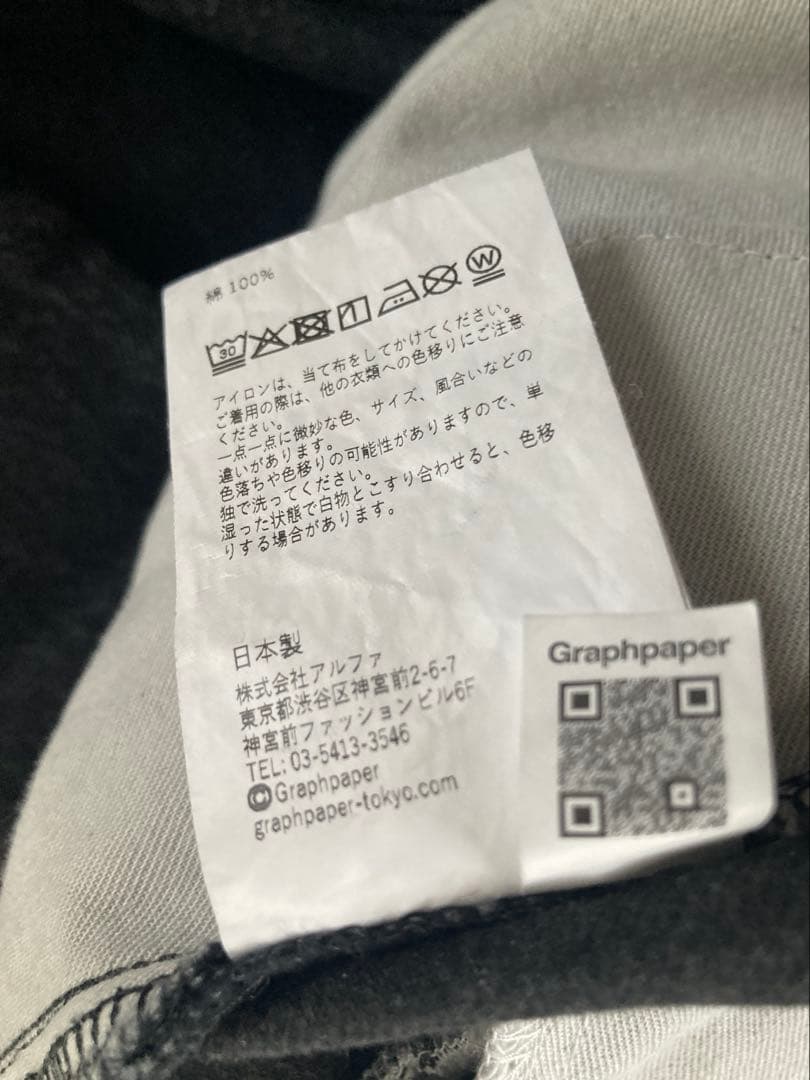 綿 100%
30
W
アイロンは、当て布をしてかけてください。
ご着用の際は、他の衣類への色移りにご注意
ください。
一点一点に微妙な色、サイズ、風合いなどの
違いがあります。
色落ちや色移りの可能性がありますので、単
独で洗ってください。
湿った状態で白物とこすり合わせると、色移
りする場合があります。
日本製
株式会社アルファ
東京都渋谷区神宮前2-6-7
神宮前ファッションビル6F
TEL: 03-5413-3546
©Graphpaper
graphpaper-tokyo.com
Graphpaper